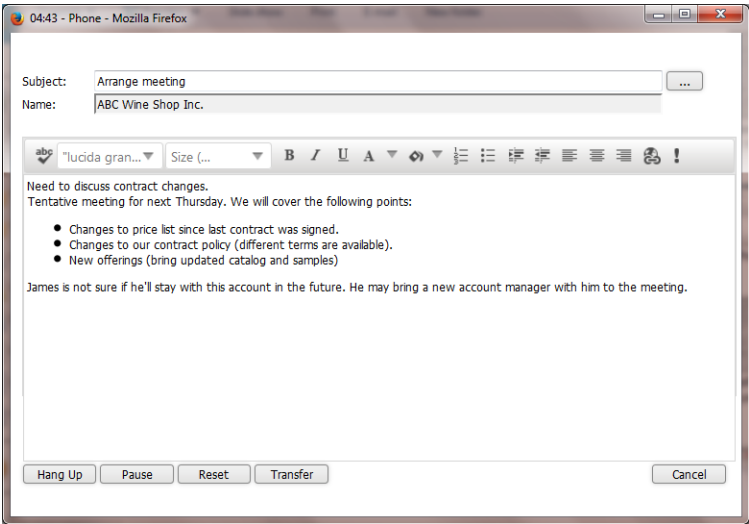 04:43 - Phone - Mozilla Firefox
Subject: Arrange meeting ...
Name: ABC Wine Shop Inc.
abc "lucida gran... Size (... B I U A
Need to discuss contract changes.
Tentative meeting for next Thursday. We will cover the following points:
• Changes to price list since last contract was signed.
• Changes to our contract policy (different terms are available).
• New offerings (bring updated catalog and samples)
James is not sure if he'll stay with this account in the future. He may bring a new account manager with him to the meeting.
Hang Up Pause Reset Transfer Cancel